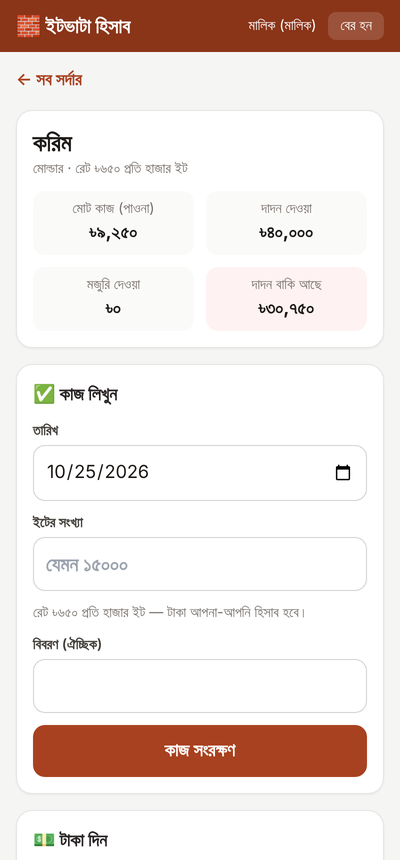 🧱 ইটভাটা হিসাব
মালিক (মালিক)
বের হন
← সব সর্দার
করিম
মোল্ডার · রেট ৳৬৫০ প্রতি হাজার ইট
মোট কাজ (পাওনা)
৳৯,২৫০
দাদন দেওয়া
৳৪০,০০০
মজুরি দেওয়া
৳০
দাদন বাকি আছে
৳৩০,৭৫০
✅ কাজ লিখুন
তারিখ
10/25/2026
ইটের সংখ্যা
যেমন ১৫০০০
রেট ৳৬৫০ প্রতি হাজার ইট — টাকা আপনা-আপনি হিসাব হবে।
বিবরণ (ঐচ্ছিক)
কাজ সংরক্ষণ
💵 টাকা দিন